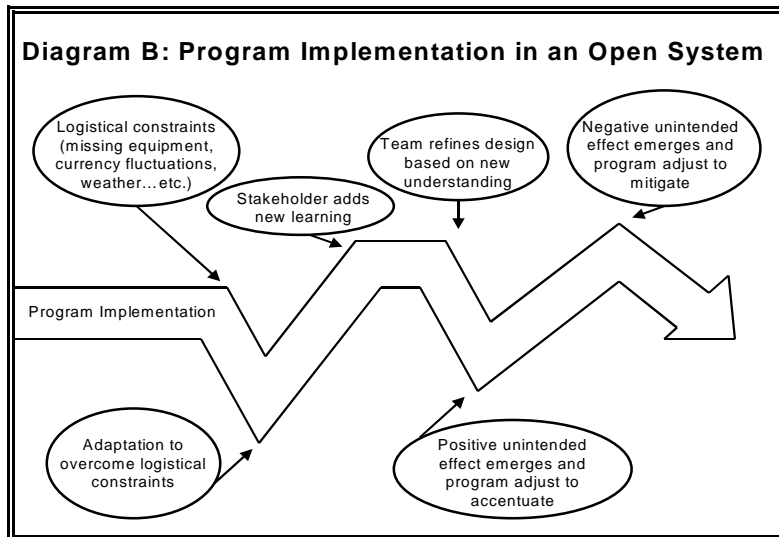 Diagram B: Program Implementation in an Open System
Logistical constraints
(missing equipment,
currency fluctuations,
weather...etc.)
Stakeholder adds
new learning
Team refines design
based on new
understanding
Negative unintended
effect emerges and
program adjust to
mitigate
Program Implementation
Adaptation to
overcome logistical
constraints
Positive unintended
effect emerges and
program adjust to
accentuate